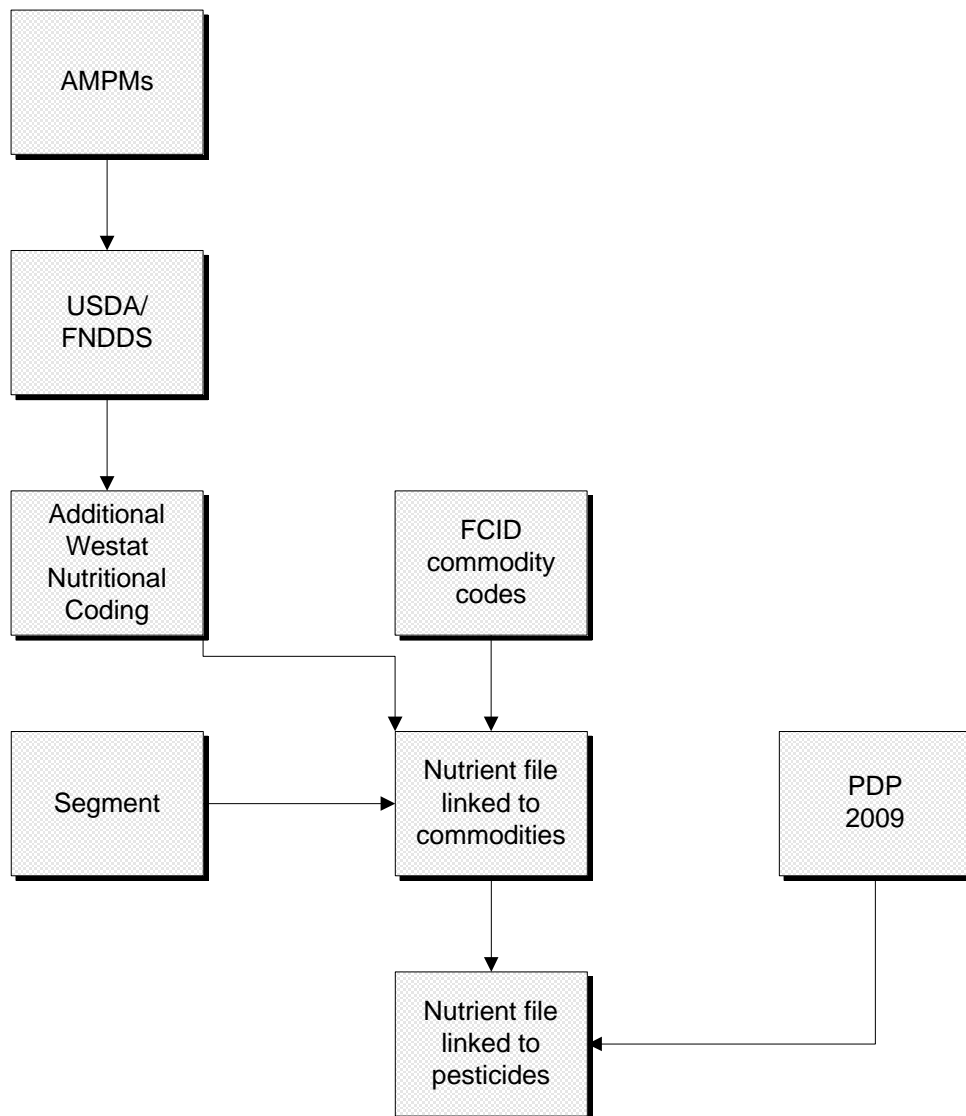 AMPMs
USDA/
FNDDS
Additional
Westat
Nutritional
Coding
FCID
commodity
codes
Segment
Nutrient file
linked to
commodities
PDP
2009
Nutrient file
linked to
pesticides